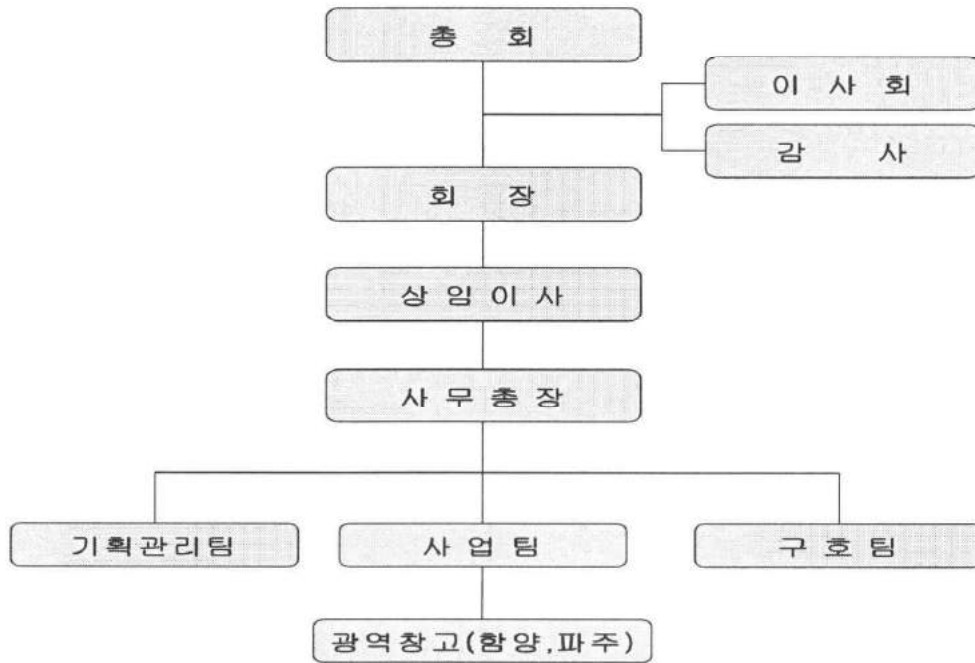 총 회
이 사 회
감 사
회 장
상 임 이 사
사 무 총 장
기획관리팀
사 업 팀
구 호 팀
광역창고(함양,파주)